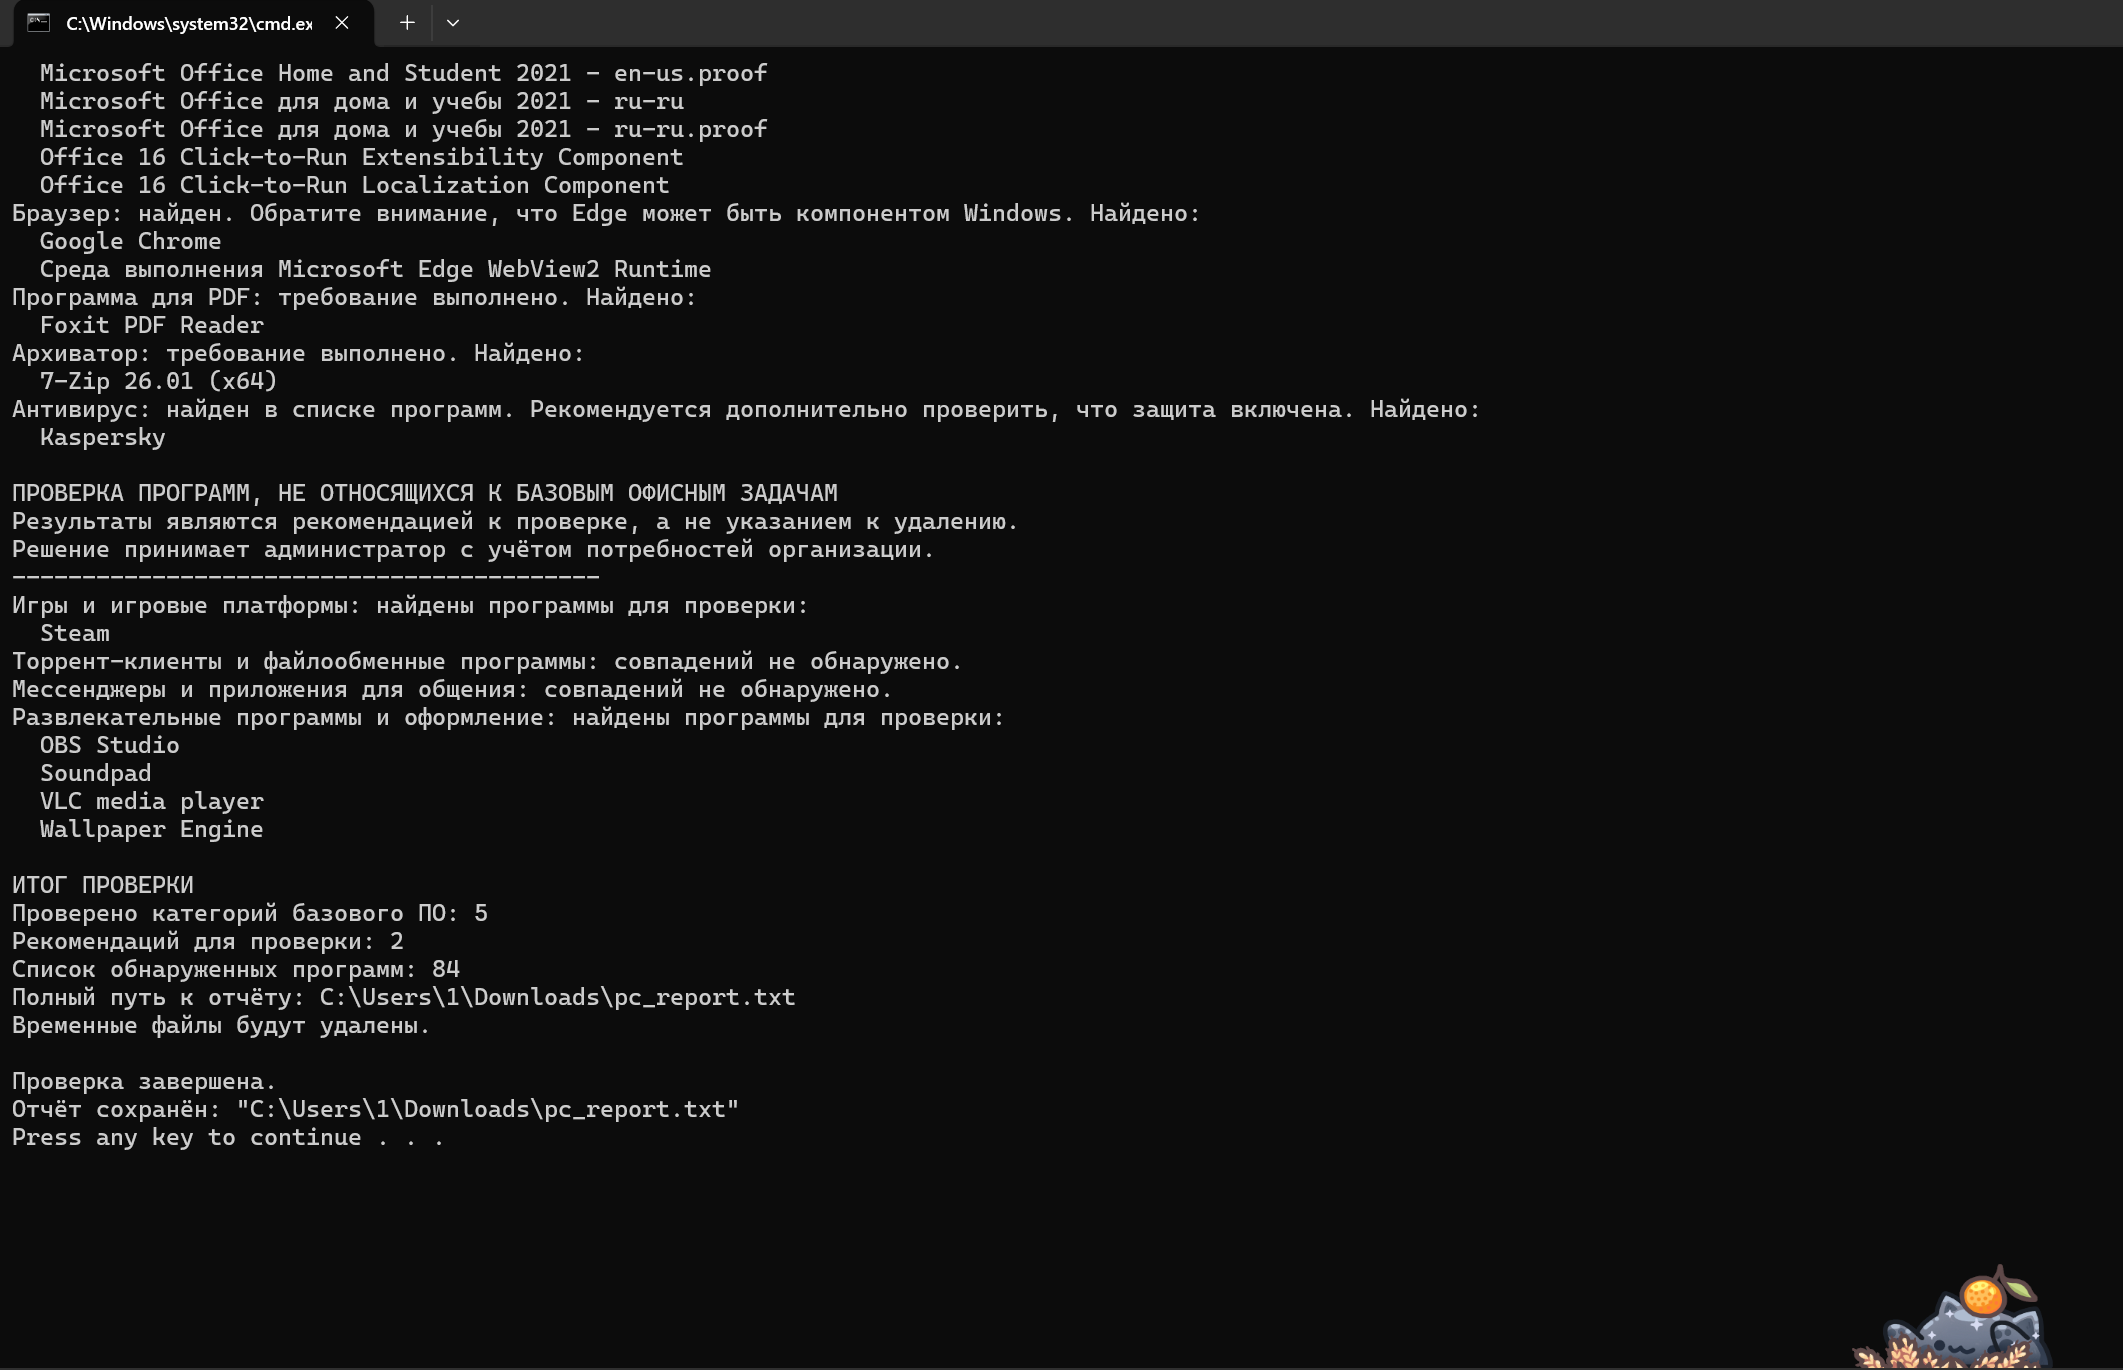 C:\Windows\system32\cmd.ex
Microsoft Office Home and Student 2021 - en-us.proof
Microsoft Office для дома и учебы 2021 - ru-ru
Microsoft Office для дома и учебы 2021 - ru-ru.proof
Office 16 Click-to-Run Extensibility Component
Office 16 Click-to-Run Localization Component
Браузер: найден. Обратите внимание, что Edge может быть компонентом Windows. Найдено:
Google Chrome
Среда выполнения Microsoft Edge WebView2 Runtime
Программа для PDF: требование выполнено. Найдено:
Foxit PDF Reader
Архиватор: требование выполнено. Найдено:
7-Zip 26.01 (x64)
Антивирус: найден в списке программ. Рекомендуется дополнительно проверить, что защита включена. Найдено:
Kaspersky
ПРОВЕРКА ПРОГРАММ, НЕ ОТНОСЯЩИХСЯ К БАЗОВЫМ ОФИСНЫМ ЗАДАЧАМ
Результаты являются рекомендацией к проверке, а не указанием к удалению.
Решение принимает администратор с учётом потребностей организации.
------------------------------------------
Игры и игровые платформы: найдены программы для проверки:
Steam
Торрент-клиенты и файлообменные программы: совпадений не обнаружено.
Мессенджеры и приложения для общения: совпадений не обнаружено.
Развлекательные программы и оформление: найдены программы для проверки:
OBS Studio
Soundpad
VLC media player
Wallpaper Engine
ИТОГ ПРОВЕРКИ
Проверено категорий базового ПО: 5
Рекомендаций для проверки: 2
Список обнаруженных программ: 84
Полный путь к отчёту: C:\Users\1\Downloads\pc_report.txt
Временные файлы будут удалены.
Проверка завершена.
Отчёт сохранён: "C:\Users\1\Downloads\pc_report.txt"
Press any key to continue . . .